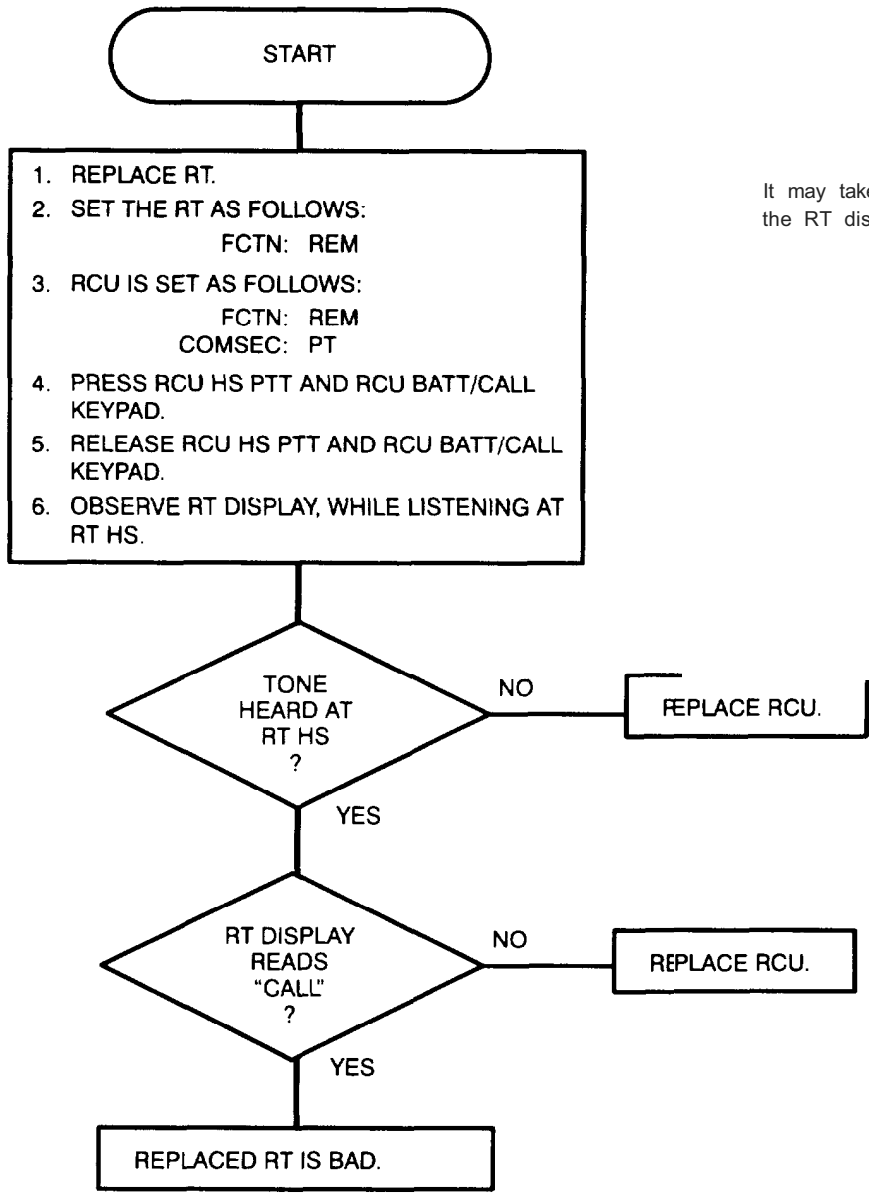 START
1. REPLACE RT.
2. SET THE RT AS FOLLOWS:
FCTN: REM
3. RCU IS SET AS FOLLOWS:
FCTN: REM
COMSEC: PT
4. PRESS RCU HS PTT AND RCU BATT/CALL
KEYPAD.
5. RELEASE RCU HS PTT AND RCU BATT/CALL
KEYPAD.
6. OBSERVE RT DISPLAY, WHILE LISTENING AT
RT HS.
It may take
the RT dis
TONE
HEARD AT
RT HS
?
NO
REPLACE RCU.
YES
RT DISPLAY
READS
“CALL”
?
NO
REPLACE RCU.
YES
REPLACED RT IS BAD.